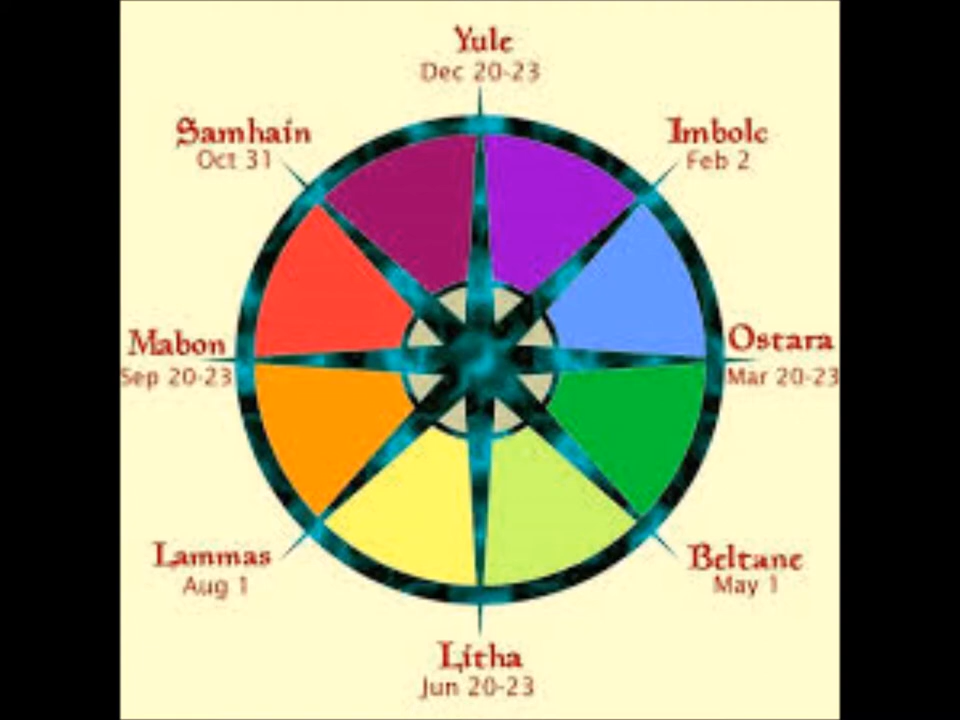 Yule
Dec 20-23
Samhain
Oct 31
Imbolc
Feb 2
Mabon
Sep 20-23
Ostara
Mar 20-23
Lammas
Aug 1
Beltane
May 1
Litha
Jun 20-23